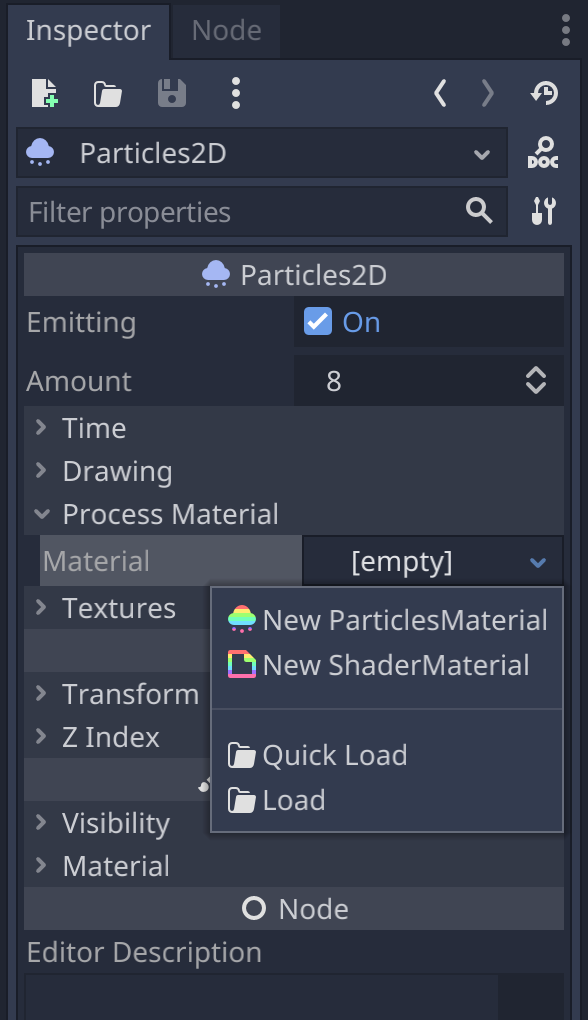 Inspector
Node
DOC
Particles2D
Filter properties
Particles2D
Emitting
On
Amount
8
Time
Drawing
Process Material
Material
[empty]
Textures
New ParticlesMaterial
New ShaderMaterial
Transform
Z Index
Quick Load
Load
Visibility
Material
Node
Editor Description